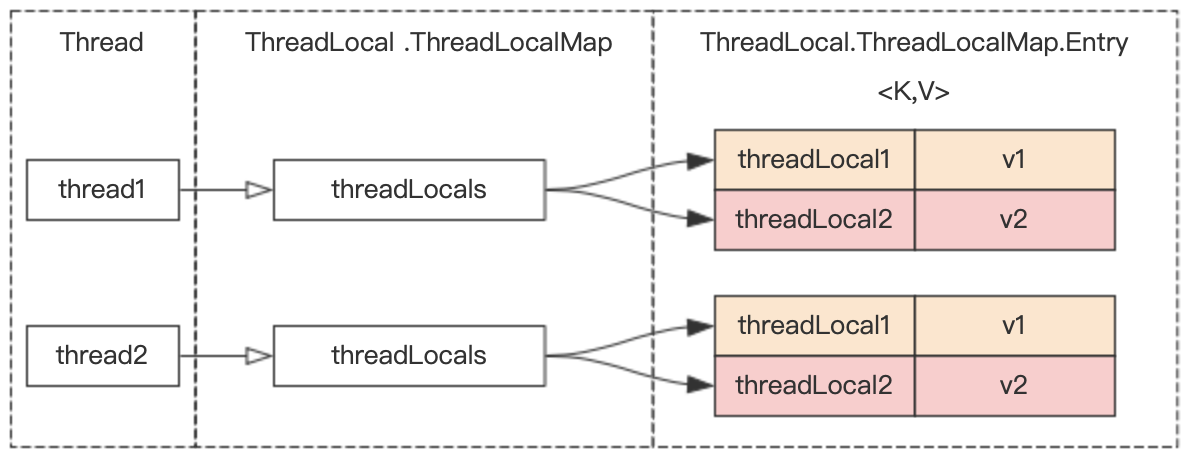 Thread
ThreadLocal .ThreadLocalMap
ThreadLocal.ThreadLocalMap.Entry
<K,V>
thread1
threadLocals
threadLocal1 v1
threadLocal2 v2
thread2
threadLocals
threadLocal1 v1
threadLocal2 v2